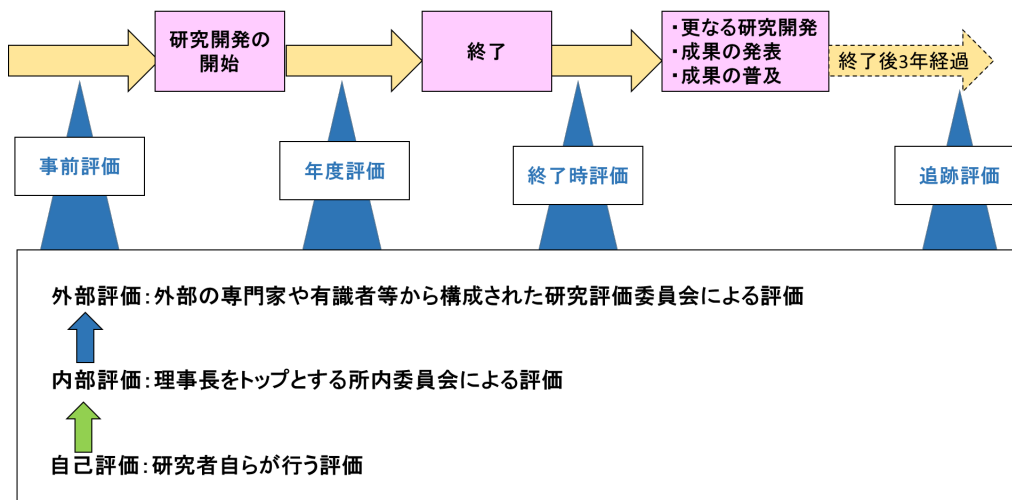 研究開発の
開始
終了
・更なる研究開発
・成果の発表
・成果の普及
終了後3年経過
事前評価
年度評価
終了時評価
追跡評価
外部評価：外部の専門家や有識者等から構成された研究評価委員会による評価
内部評価：理事長をトップとする所内委員会による評価
自己評価：研究者自らが行う評価